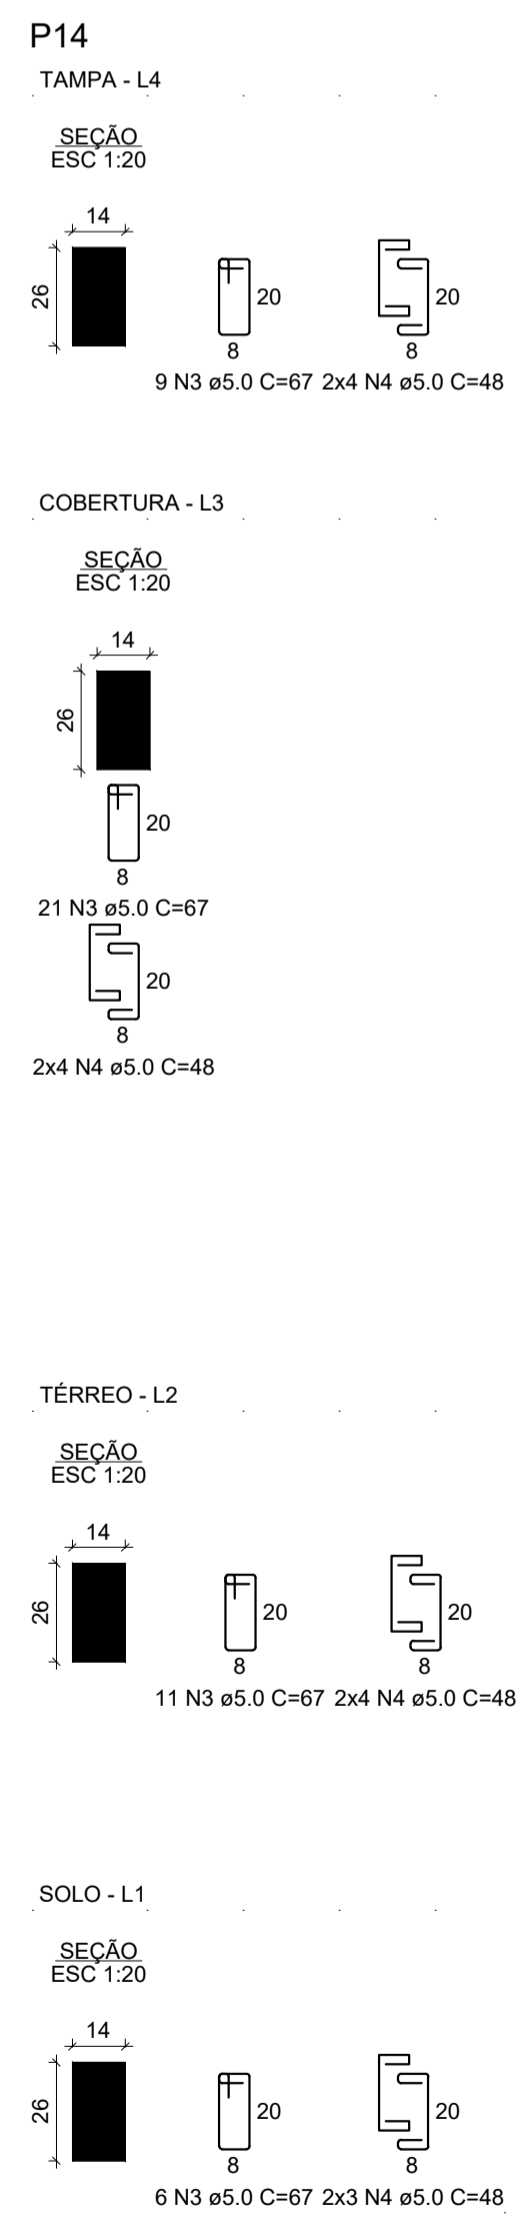 P14
TAMPA - L4
SEÇÃO
ESC 1:20
14
26
20
20
8
8
9 N3 ø5.0 C=67 2x4 N4 ø5.0 C=48
COBERTURA - L3
SEÇÃO
ESC 1:20
14
26
20
8
21 N3 ø5.0 C=67
20
8
2x4 N4 ø5.0 C=48
TÉRREO - L2
SEÇÃO
ESC 1:20
14
26
20
20
8
8
11 N3 ø5.0 C=67 2x4 N4 ø5.0 C=48
SOLO - L1
SEÇÃO
ESC 1:20
14
26
20
20
8
8
6 N3 ø5.0 C=67 2x3 N4 ø5.0 C=48